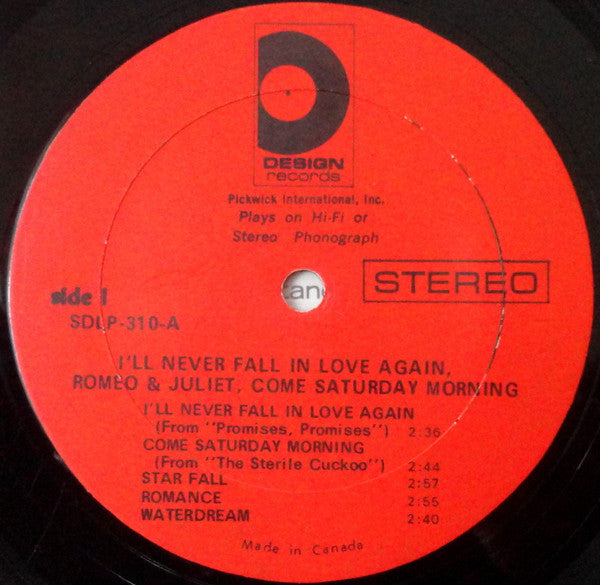 DESIGN
records
Pickwick International, Inc.
Plays on Hi-Fi or
Stereo Phonograph
STEREO
side 1
SDLP-310-A
I'LL NEVER FALL IN LOVE AGAIN,
ROMEO & JULIET, COME SATURDAY MORNING
I'LL NEVER FALL IN LOVE AGAIN
(From "Promises, Promises") 2:36
COME SATURDAY MORNING
(From "The Sterile Cuckoo") 2:44
STAR FALL 2:57
ROMANCE 2:55
WATERDREAM 2:40
Made in Canada